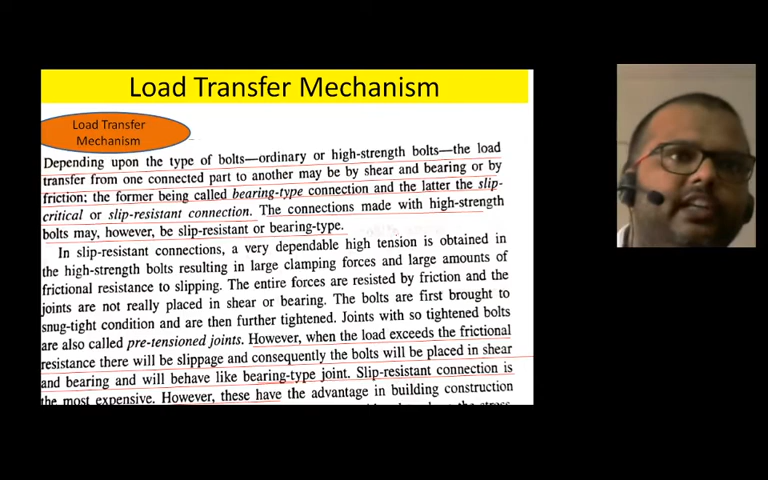 Load Transfer Mechanism
Load Transfer
Mechanism
Depending upon the type of bolts—ordinary or high-strength bolts—the load
transfer from one connected part to another may be by shear and bearing or by
friction; the former being called bearing-type connection and the latter the slip-
critical or slip-resistant connection. The connections made with high-strength
bolts may, however, be slip-resistant or bearing-type.
In slip-resistant connections, a very dependable high tension is obtained in
the high-strength bolts resulting in large clamping forces and large amounts of
frictional resistance to slipping. The entire forces are resisted by friction and the
joints are not really placed in shear or bearing. The bolts are first brought to
snug-tight condition and are then further tightened. Joints with so tightened bolts
are also called pre-tensioned joints. However, when the load exceeds the frictional
resistance there will be slippage and consequently the bolts will be placed in shear
and bearing and will behave like bearing-type joint. Slip-resistant connection is
the most expensive. However, these have the advantage in building construction